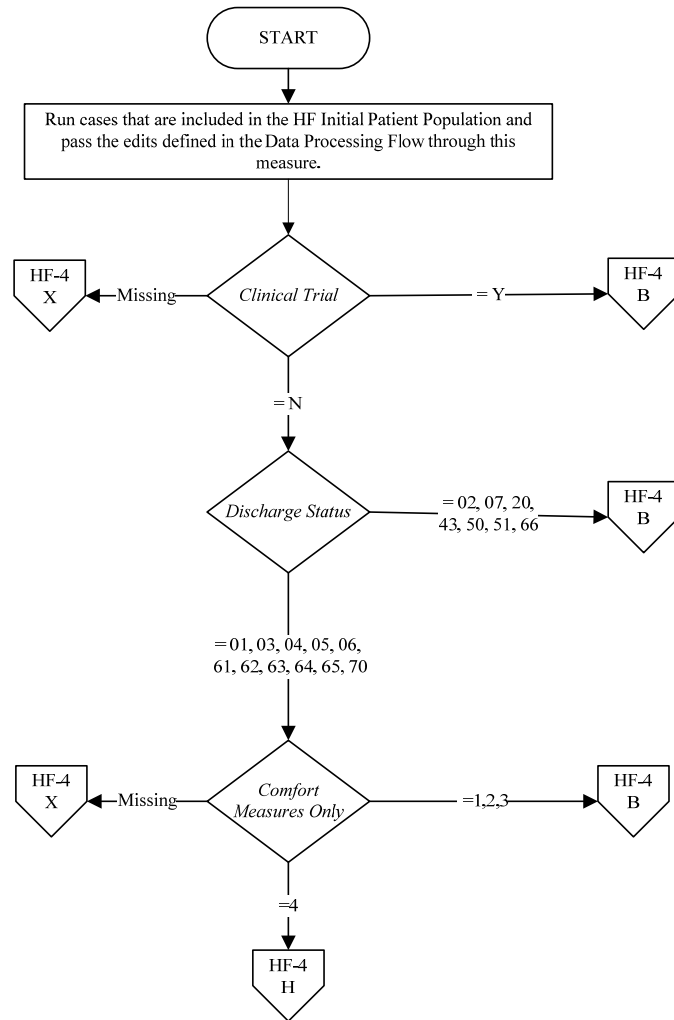 START
Run cases that are included in the HF Initial Patient Population and
pass the edits defined in the Data Processing Flow through this
measure.
HF-4
X
Missing
Clinical Trial
= Y
HF-4
B
= N
Discharge Status
= 02, 07, 20,
43, 50, 51, 66
HF-4
B
= 01, 03, 04, 05, 06,
61, 62, 63, 64, 65, 70
HF-4
X
Missing
Comfort
Measures Only
=1,2,3
HF-4
B
=4
HF-4
H